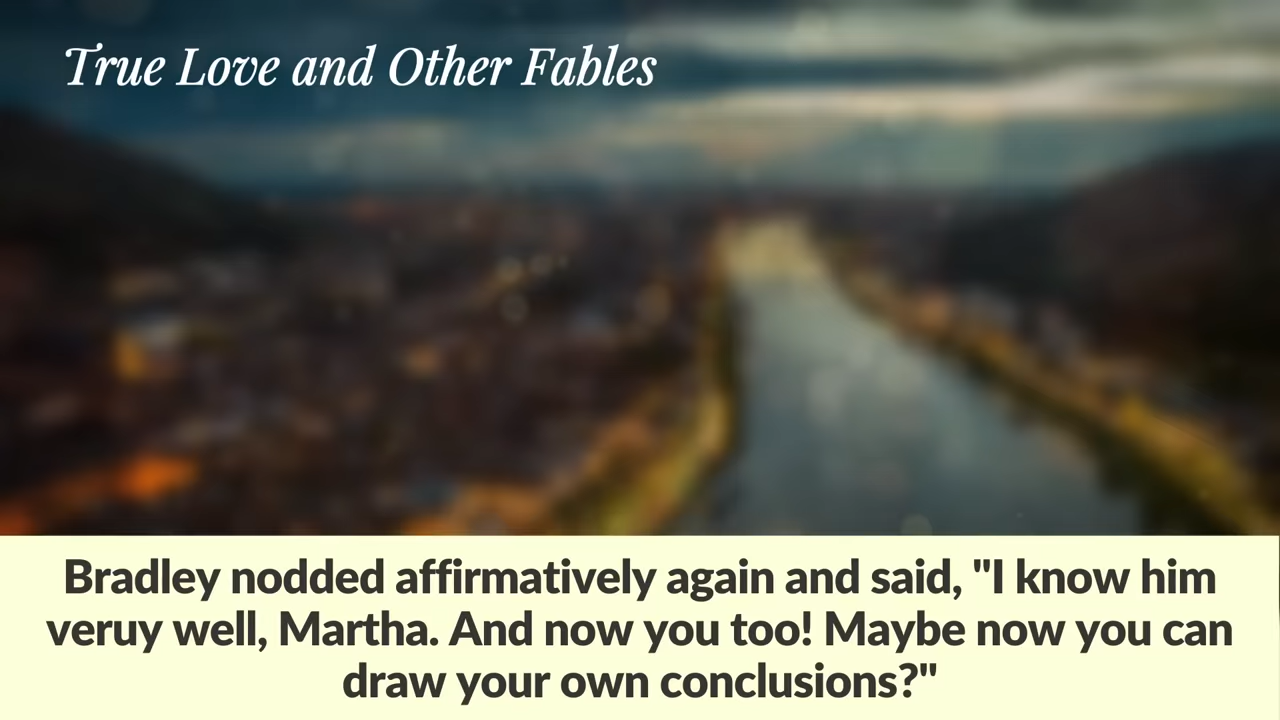 True Love and Other Fables
Bradley nodded affirmatively again and said, "I know him
veruy well, Martha. And now you too! Maybe now you can
draw your own conclusions?"